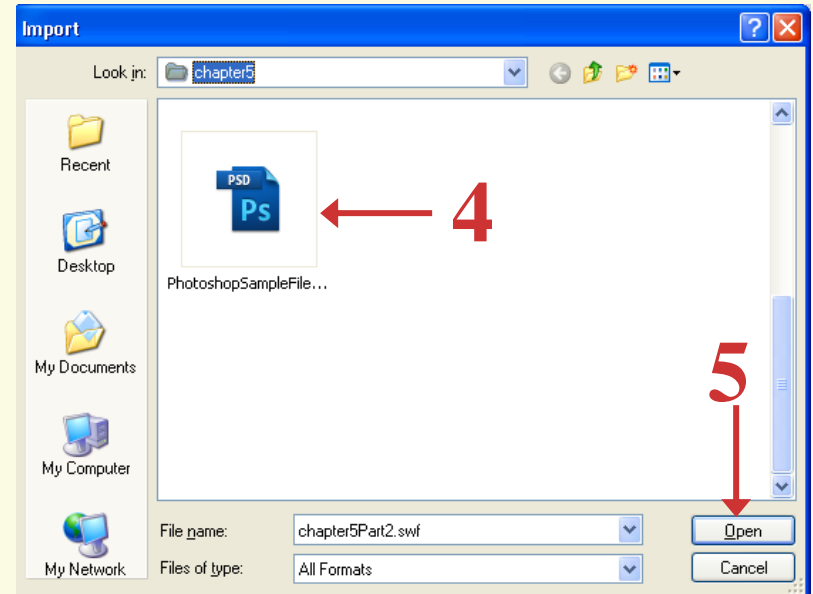 Import
Look in:
chapter5
Recent
Desktop
My Documents
My Computer
My Network
PSD
Ps
PhotoshopSampleFile...
4
5
File name:
chapter5Part2.swf
Open
Files of type:
All Formats
Cancel